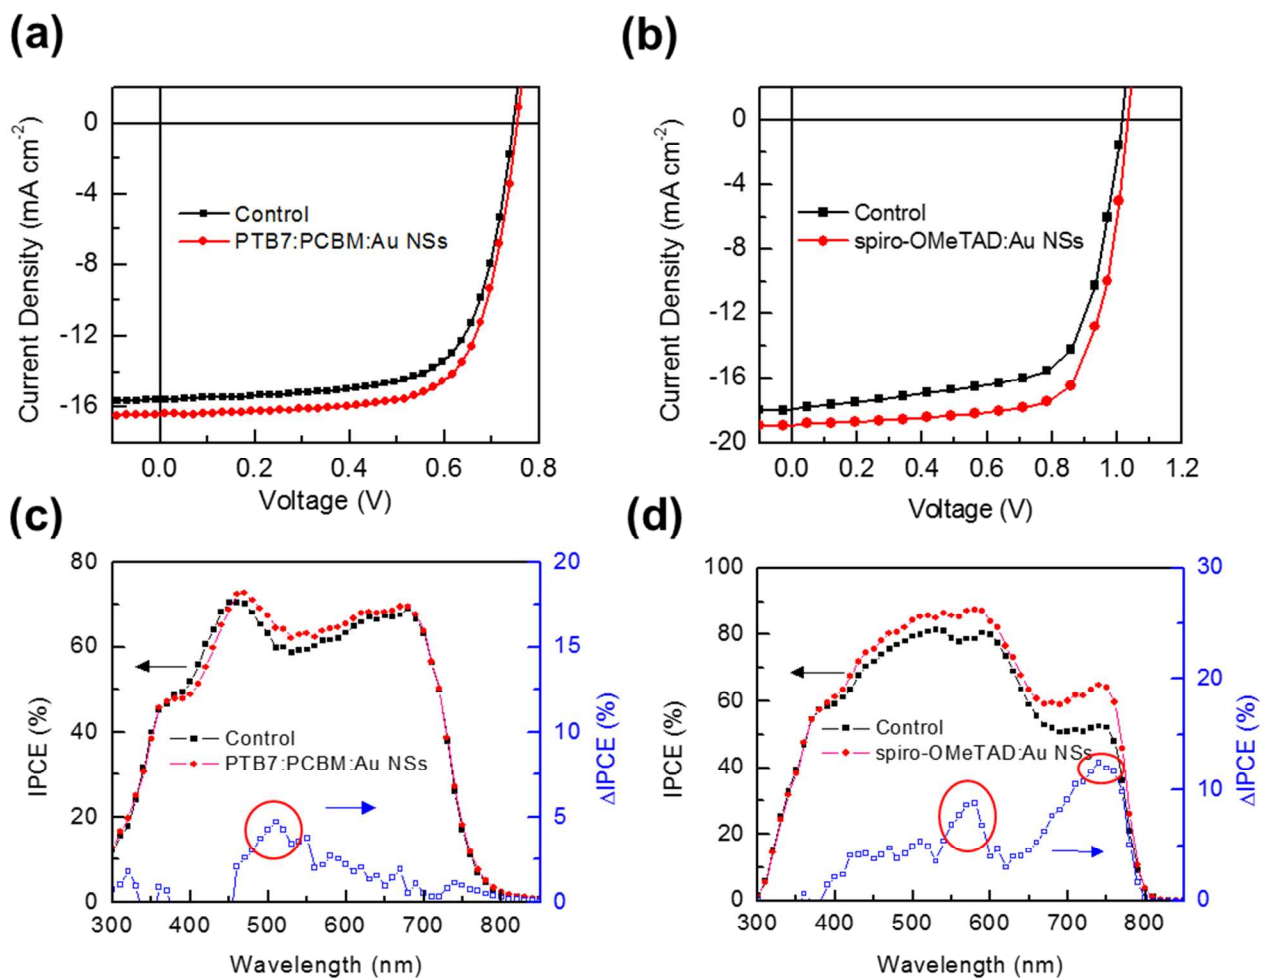 (a)
Current Density (mA cm-2)
0
-4
-8
-12
-16
Control
PTB7:PCBM:Au NSs
0.0 0.2 0.4 0.6 0.8
Voltage (V)
(b)
Current Density (mA cm-2)
0
-4
-8
-12
-16
-20
Control
spiro-OMeTAD:Au NSs
0.0 0.2 0.4 0.6 0.8 1.0 1.2
Voltage (V)
(c)
IPCE (%)
80
60
40
20
0
Control
PTB7:PCBM:Au NSs
20
15
10
5
0
ΔIPCE (%)
300 400 500 600 700 800
Wavelength (nm)
(d)
IPCE (%)
100
80
60
40
20
0
Control
spiro-OMeTAD:Au NSs
30
20
10
0
ΔIPCE (%)
300 400 500 600 700 800
Wavelength (nm)